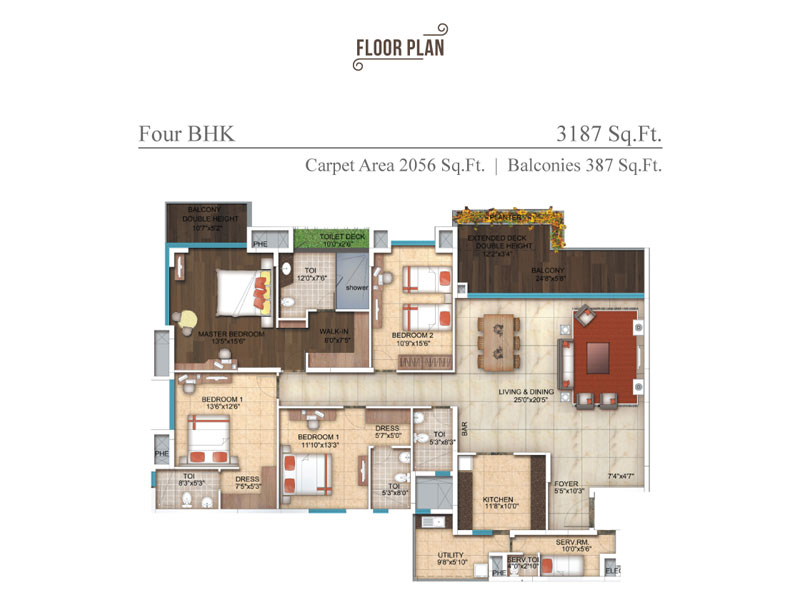 FLOOR PLAN
Four BHK
3187 Sq.Ft.
Carpet Area 2056 Sq.Ft. | Balconies 387 Sq.Ft.
BALCONY
DOUBLE HEIGHT
10'7"x5'2"
PHE
TOILET DECK
10'0"x2'6"
PLANTER
EXTENDED DECK
DOUBLE HEIGHT
12'2"x3'4"
BALCONY
24'8"x5'8"
TOI
12'0"x7'6"
shower
MASTER BEDROOM
13'5"x15'6"
WALK-IN
8'0"x7'5"
BEDROOM 2
10'9"x15'6"
LIVING & DINING
25'0"x20'5"
BEDROOM 1
13'6"x12'6"
BEDROOM 1
11'10"x13'3"
DRESS
5'7"x5'0"
TOI
5'3"x8'3"
BAR
PHE
TOI
8'3"x5'3"
DRESS
7'5"x5'3"
TOI
5'3"x8'0"
KITCHEN
11'8"x10'0"
FOYER
5'5"x10'3"
7'4"x4'7"
UTILITY
9'8"x5'10"
PHE
SERV.TOI
4'0"x2'10"
SERV.RM.
10'0"x5'6"